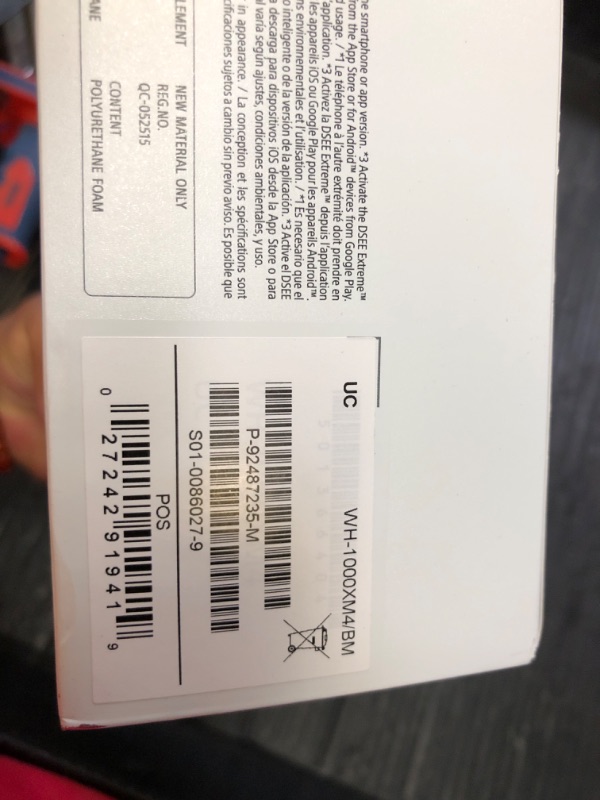 he smartphone or app version. *3 Activate the DSEE Extreme™
rom the App Store or for Android™ devices from Google Play.
d usage. / *1 Le téléphone à l'autre extrémité doit prendre en
'application. *3 Activez la DSEE Extreme™ depuis l'application
les appareils iOS ou Google Play pour les appareils Android™.
ns environnementales et l'utilisation. / *1 Es necesario que el
o inteligente o de la versión de la aplicación. *3 Active el DSEE
a descarga para dispositivos iOS desde la App Store o para
al varía según ajustes, condiciones ambientales, y uso.
in appearance. / La conception et les spécifications sont
cificaciones sujetos a cambio sin previo aviso. Es posible que
LEMENT
NEW MATERIAL ONLY
REG.NO.
QC-052515
CONTENT
ANE POLYURETHANE FOAM
UC WH-1000XM4/BM
P-92487235-M
S01-0086027-9
POS
0 27242 91941 9